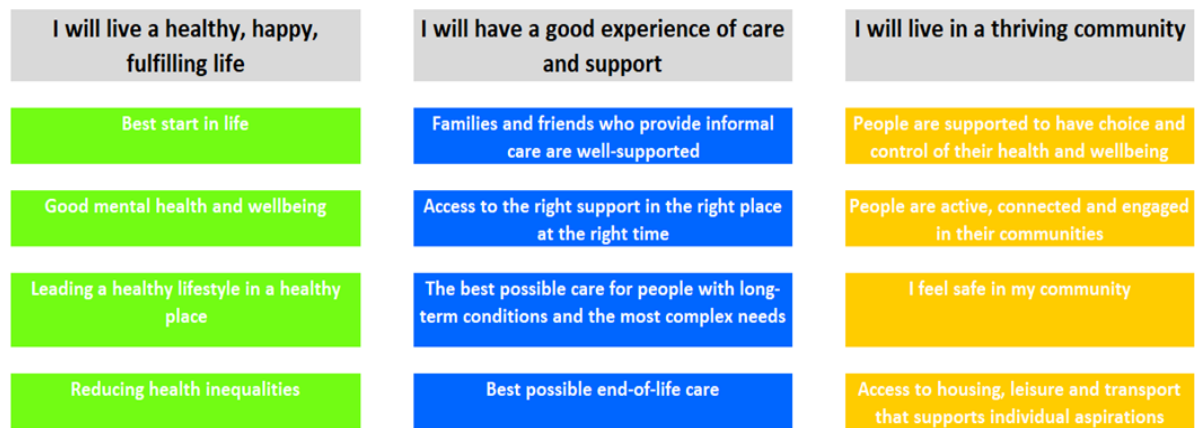 I will live a healthy, happy,
fulfilling life
Best start in life
Good mental health and wellbeing
Leading a healthy lifestyle in a healthy
place
Reducing health inequalities
I will have a good experience of care
and support
Families and friends who provide informal
care are well-supported
Access to the right support in the right place
at the right time
The best possible care for people with long-
term conditions and the most complex needs
Best possible end-of-life care
I will live in a thriving community
People are supported to have choice and
control of their health and wellbeing
People are active, connected and engaged
in their communities
I feel safe in my community
Access to housing, leisure and transport
that supports individual aspirations